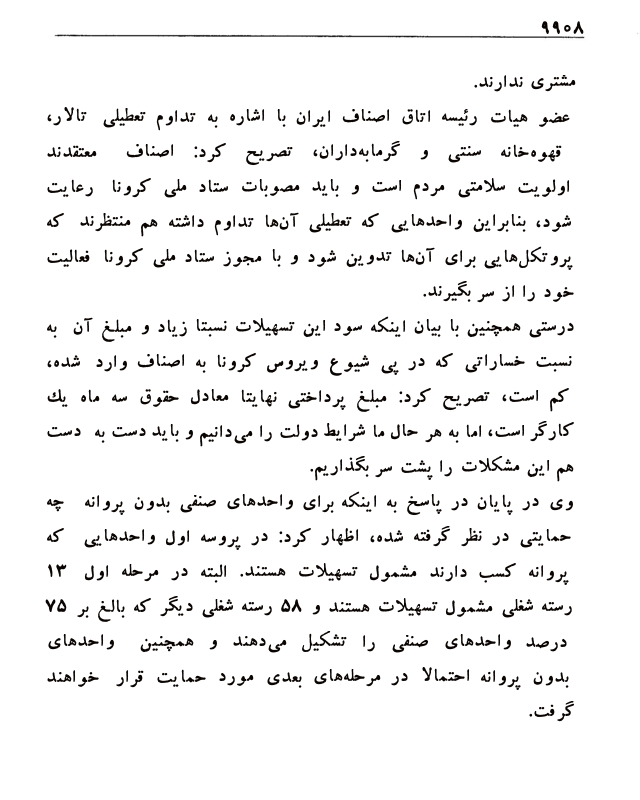 ۹۹۰۸
مشتری ندارند.
عضو هیات رئیسه اتاق اصناف ایران با اشاره به تداوم تعطیلی تالار،
قهوه‌خانه سنتی و گرمابه‌داران، تصریح کرد: اصناف معتقدند
اولویت سلامتی مردم است و باید مصوبات ستاد ملی کرونا رعایت
شود، بنابراین واحدهایی که تعطیلی آن‌ها تداوم داشته هم منتظرند که
پروتکل‌هایی برای آن‌ها تدوین شود و با مجوز ستاد ملی کرونا فعالیت
خود را از سر بگیرند.
درستی همچنین با بیان اینکه سود این تسهیلات نسبتا زیاد و مبلغ آن به
نسبت خساراتی که در پی شیوع ویروس کرونا به اصناف وارد شده،
کم است، تصریح کرد: مبلغ پرداختی نهایتا معادل حقوق سه ماه یك
کارگر است، اما به هر حال ما شرایط دولت را می‌دانیم و باید دست به دست
هم این مشکلات را پشت سر بگذاریم.
وی در پایان در پاسخ به اینکه برای واحدهای صنفی بدون پروانه چه
حمایتی در نظر گرفته شده، اظهار کرد: در پروسه اول واحدهایی که
پروانه کسب دارند مشمول تسهیلات هستند. البته در مرحله اول ۱۳
رسته شغلی مشمول تسهیلات هستند و ۵۸ رسته شغلی دیگر که بالغ بر ۷۵
درصد واحدهای صنفی را تشکیل می‌دهند و همچنین واحدهای
بدون پروانه احتمالا در مرحله‌های بعدی مورد حمایت قرار خواهند
گرفت.